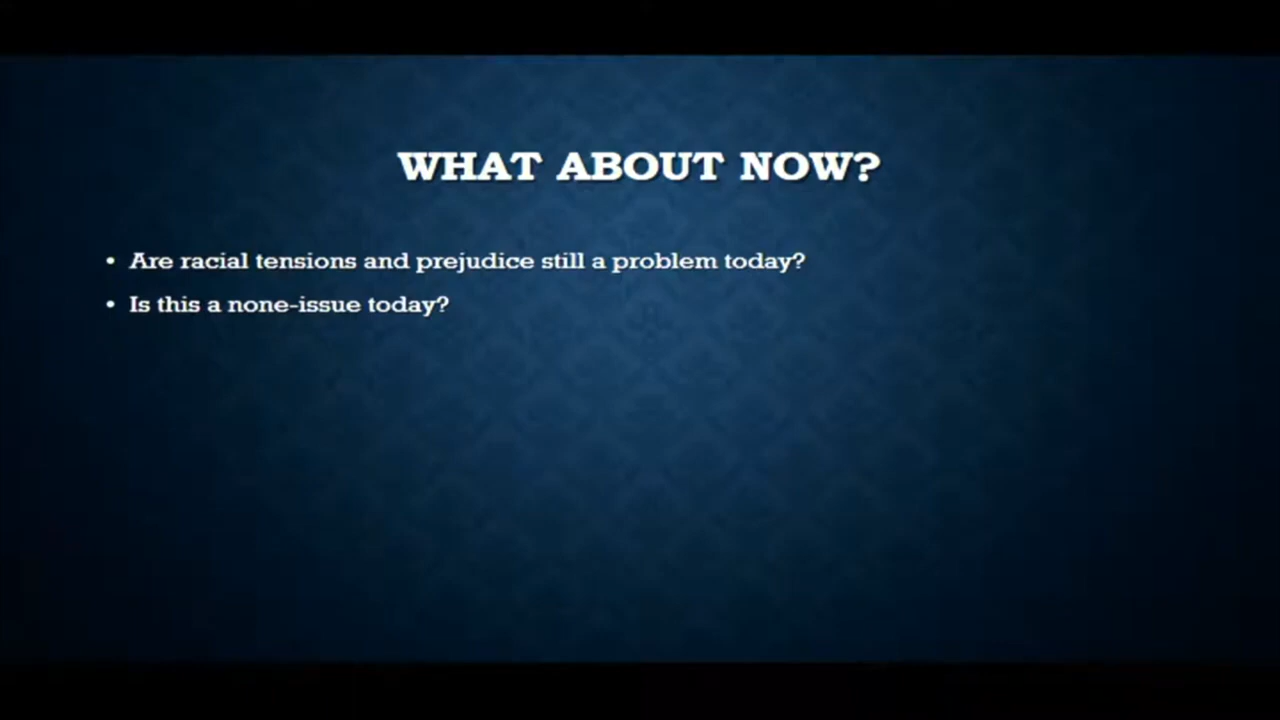 WHAT ABOUT NOW?
• Are racial tensions and prejudice still a problem today?
• Is this a none-issue today?